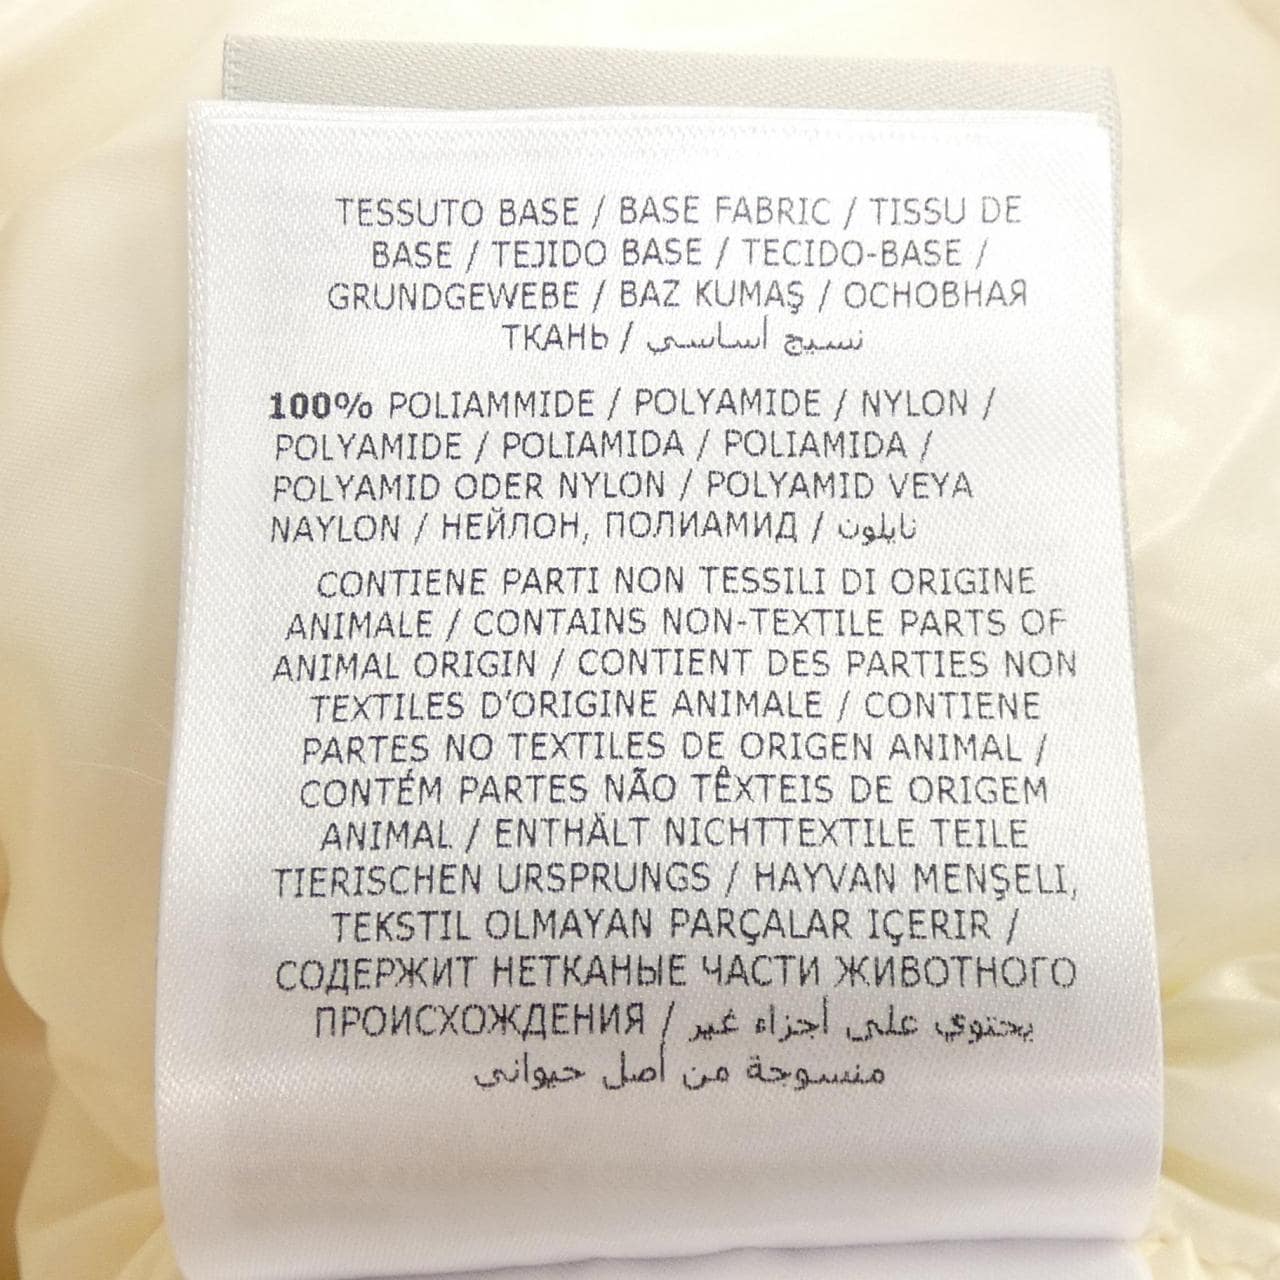 TESSUTO BASE / BASE FABRIC / TISSU DE
BASE / TEJIDO BASE / TECIDO-BASE /
GRUNDGEWEBE / BAZ KUMAŞ / ОСНОВНАЯ
ТКАНЬ / نسيج أساسي
100% POLIAMMIDE / POLYAMIDE / NYLON /
POLYAMIDE / POLIAMIDA / POLIAMIDA /
POLYAMID ODER NYLON / POLYAMID VEYA
NAYLON / НЕЙЛОН, ПОЛИАМИД / نايلون
CONTIENE PARTI NON TESSILI DI ORIGINE
ANIMALE / CONTAINS NON-TEXTILE PARTS OF
ANIMAL ORIGIN / CONTIENT DES PARTIES NON
TEXTILES D'ORIGINE ANIMALE / CONTIENE
PARTES NO TEXTILES DE ORIGEN ANIMAL /
CONTÉM PARTES NÃO TÊXTEIS DE ORIGEM
ANIMAL / ENTHÄLT NICHTTEXTILE TEILE
TIERISCHEN URSPRUNGS / HAYVAN MENŞELI,
TEKSTIL OLMAYAN PARÇALAR IÇERIR /
СОДЕРЖИТ НЕТКАНЫЕ ЧАСТИ ЖИВОТНОГО
ПРОИСХОЖДЕНИЯ / يحتوي على أجزاء غير
منسوجة من أصل حيواني